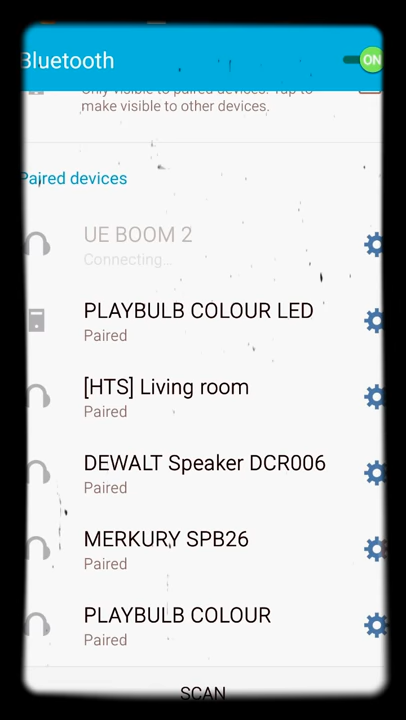 Bluetooth
ON
Only visible to paired devices. Tap to
make visible to other devices.
Paired devices
UE BOOM 2
Connecting...
PLAYBULB COLOUR LED
Paired
[HTS] Living room
Paired
DEWALT Speaker DCR006
Paired
MERKURY SPB26
Paired
PLAYBULB COLOUR
Paired
SCAN